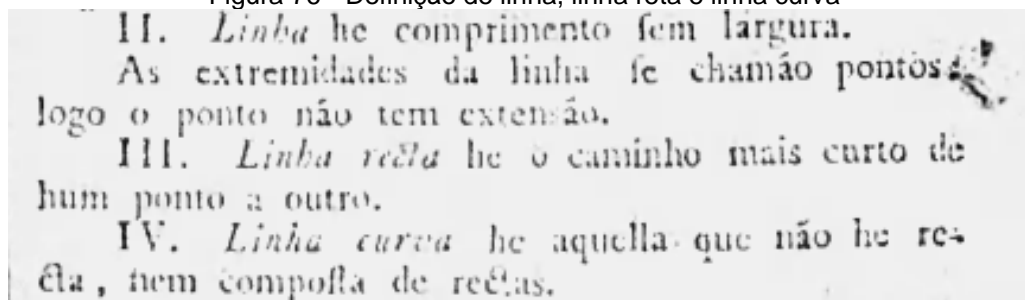 Figura 70 - Definição de linha, linha reta e linha curva
II. Linha he comprimento ſem largura.
As extremidades da linha ſe chamão pontos;
logo o ponto não tem extensão.
III. Linha recta he o caminho mais curto de
hum ponto a outro.
IV. Linha curva he aquella que não he re-
cta, nem compoſta de rectas.